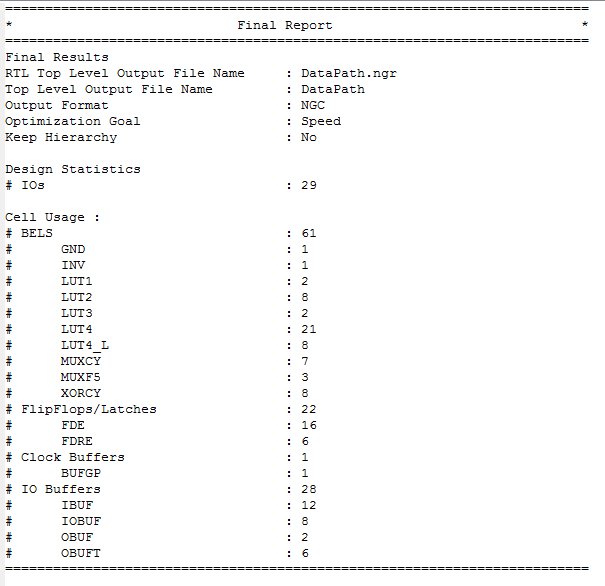 =========================================================================
*                            Final Report                               *
=========================================================================
Final Results
RTL Top Level Output File Name     : DataPath.ngr
Top Level Output File Name         : DataPath
Output Format                      : NGC
Optimization Goal                  : Speed
Keep Hierarchy                     : No

Design Statistics
# IOs                              : 29

Cell Usage :
# BELS                             : 61
#      GND                         : 1
#      INV                         : 1
#      LUT1                        : 2
#      LUT2                        : 8
#      LUT3                        : 2
#      LUT4                        : 21
#      LUT4_L                      : 8
#      MUXCY                       : 7
#      MUXF5                       : 3
#      XORCY                       : 8
# FlipFlops/Latches                : 22
#      FDE                         : 16
#      FDRE                        : 6
# Clock Buffers                    : 1
#      BUFGP                       : 1
# IO Buffers                       : 28
#      IBUF                        : 12
#      IOBUF                       : 8
#      OBUF                        : 2
#      OBUFT                       : 6
=========================================================================